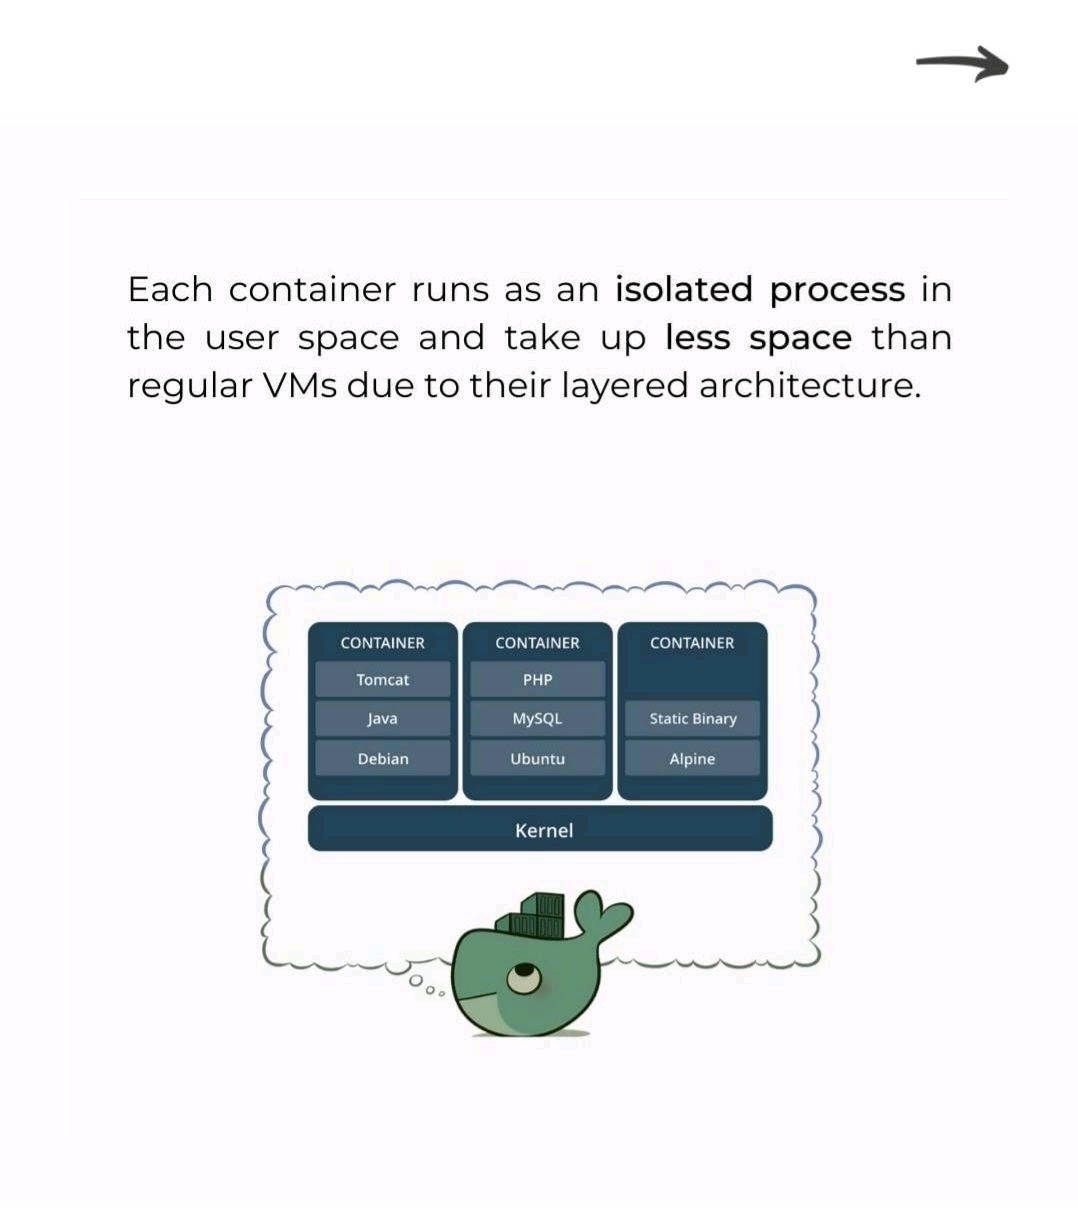 Each container runs as an isolated process in
the user space and take up less space than
regular VMs due to their layered architecture.
CONTAINER
Tomcat
Java
Debian
CONTAINER
PHP
MySQL
Ubuntu
CONTAINER
Static Binary
Alpine
Kernel